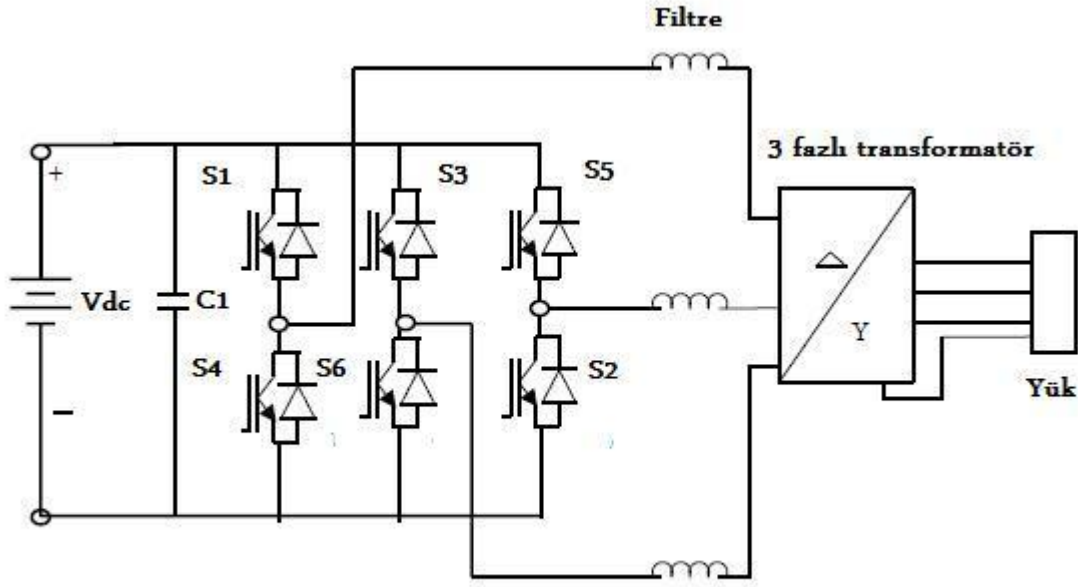 Filtre
3 fazlı transformatör
+
S1
S3
S5
Vdc
C1
Y
S4
S6
S2
Yük